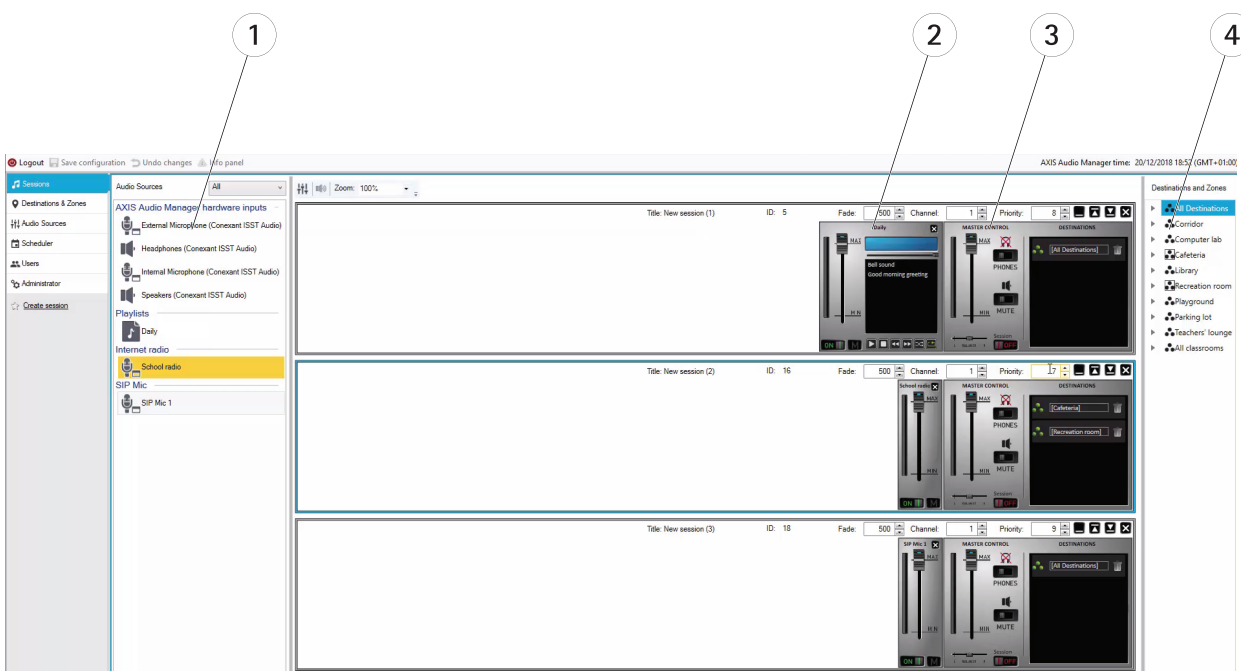 1 2 3 4
Logout Save configuration Undo changes Info panel AXIS Audio Manager time: 20/12/2018 18:52 (GMT+01:00)
Sessions
Destinations & Zones
Audio Sources
Scheduler
Users
Administrator
Create session
Audio Sources All
AXIS Audio Manager hardware inputs
External Microphone (Conexant ISST Audio)
Headphones (Conexant ISST Audio)
Internal Microphone (Conexant ISST Audio)
Speakers (Conexant ISST Audio)
Playlists
Daily
Internet radio
School radio
SIP Mic
SIP Mic 1
Zoom: 100%
Title: New session (1) ID: 5 Fade: 500 Channel: 1 Priority: 8
Daily MASTER CONTROL DESTINATIONS
MAX MAX [All Destinations]
PHONES
Bell sound
Good morning greeting
MIN MIN MUTE
Session
ON M OFF
Title: New session (2) ID: 16 Fade: 500 Channel: 1 Priority: 7
School radio MASTER CONTROL DESTINATIONS
MAX MAX [Cafeteria]
PHONES [Recreation room]
MIN MIN MUTE
Session
ON M OFF
Title: New session (3) ID: 18 Fade: 500 Channel: 1 Priority: 9
SIP Mic 1 MASTER CONTROL DESTINATIONS
MAX MAX [All Destinations]
PHONES
MIN MIN MUTE
Session
ON M OFF
Destinations and Zones
All Destinations
Corridor
Computer lab
Cafeteria
Library
Recreation room
Playground
Parking lot
Teachers' lounge
All classrooms